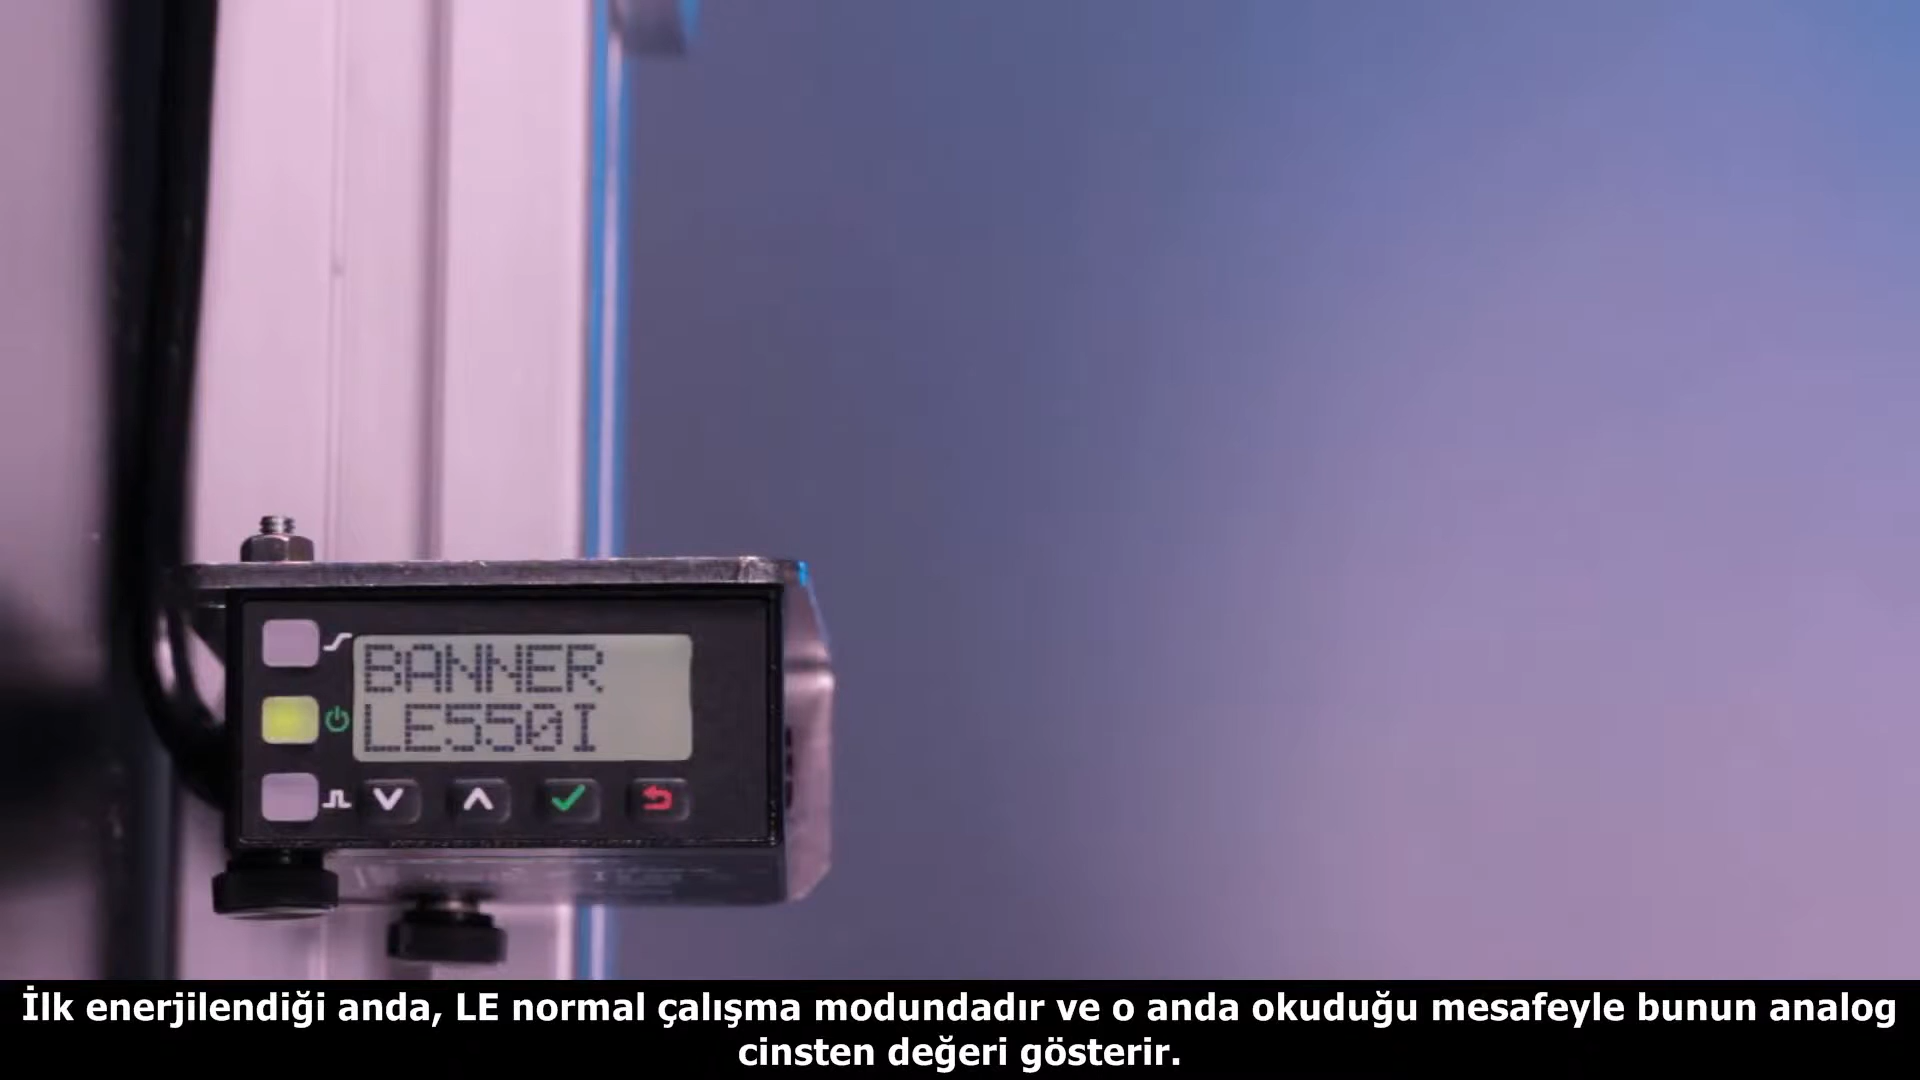 BANNER
LE550I
İlk enerjilendiği anda, LE normal çalışma modundadır ve o anda okuduğu mesafeyle bunun analog
cinsten değeri gösterir.